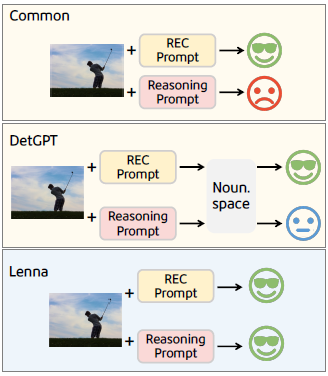 Common
+ REC
Prompt
+ Reasoning
Prompt
DetGPT
+ REC
Prompt
Noun.
space
+ Reasoning
Prompt
Lenna
+ REC
Prompt
+ Reasoning
Prompt